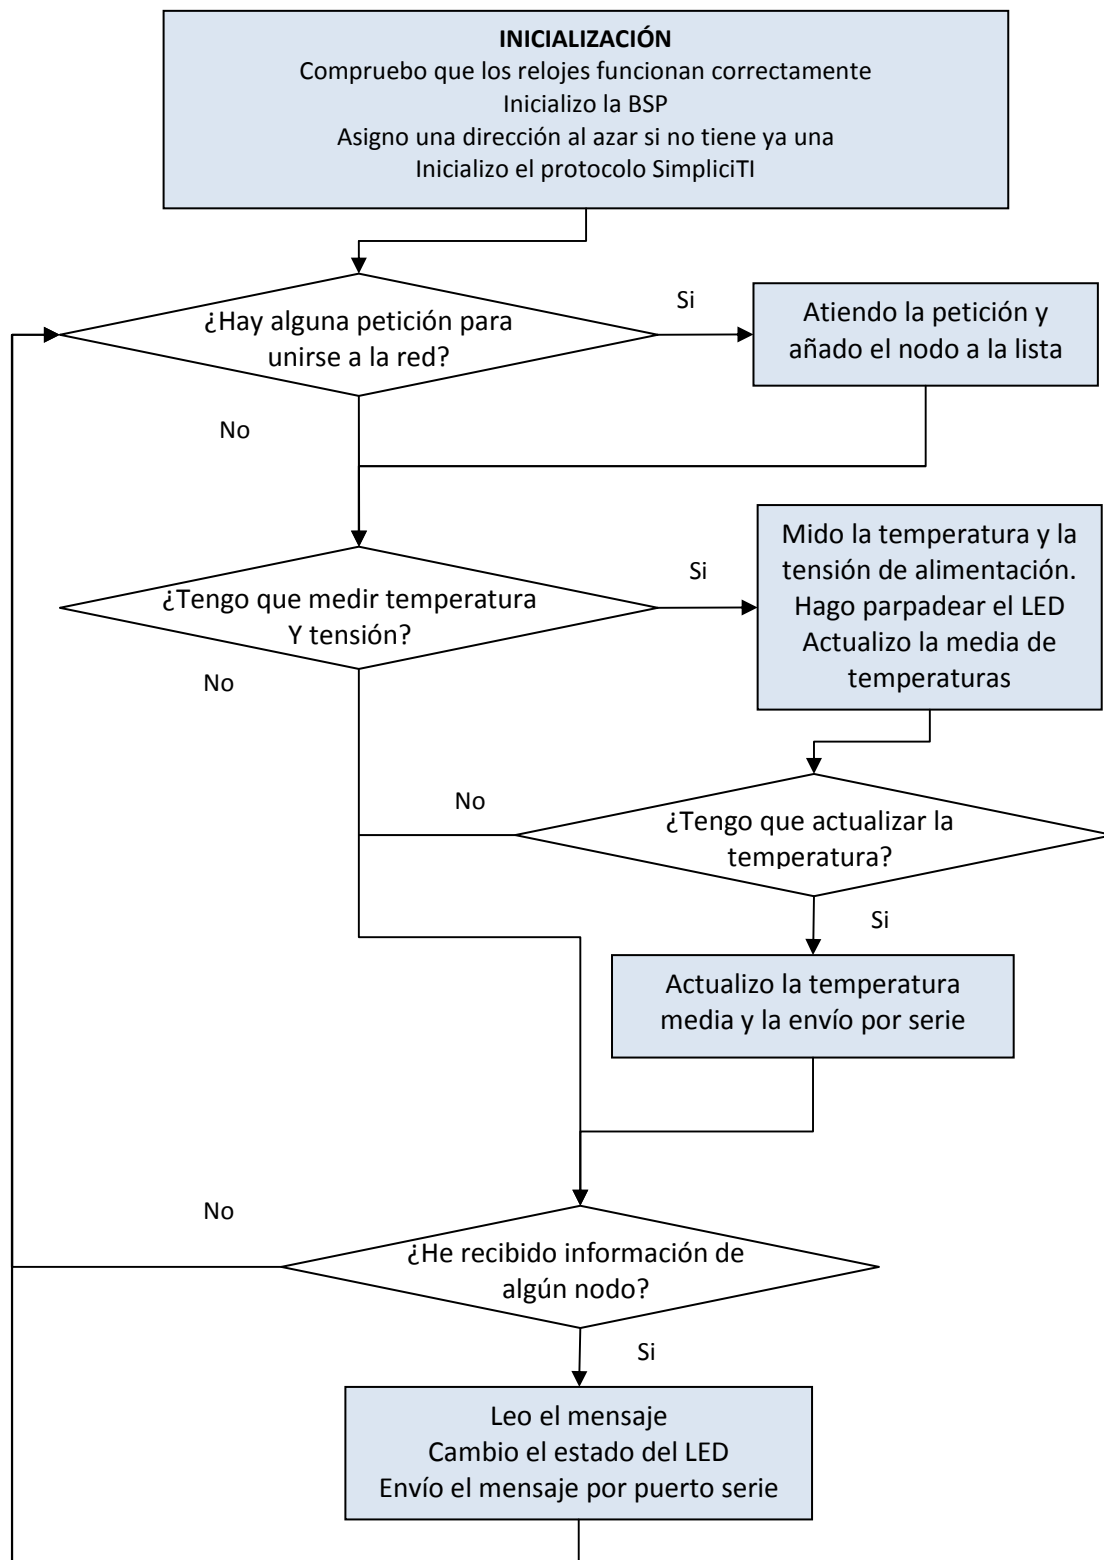 INICIALIZACIÓN
Compruebo que los relojes funcionan correctamente
Inicializo la BSP
Asigno una dirección al azar si no tiene ya una
Inicializo el protocolo SimpliciTI
¿Hay alguna petición para
unirse a la red?
Si
Atiendo la petición y
añado el nodo a la lista
No
¿Tengo que medir temperatura
Y tensión?
Si
Mido la temperatura y la
tensión de alimentación.
Hago parpadear el LED
Actualizo la media de
temperaturas
No
¿Tengo que actualizar la
temperatura?
No
Si
Actualizo la temperatura
media y la envío por serie
¿He recibido información de
algún nodo?
No
Si
Leo el mensaje
Cambio el estado del LED
Envío el mensaje por puerto serie